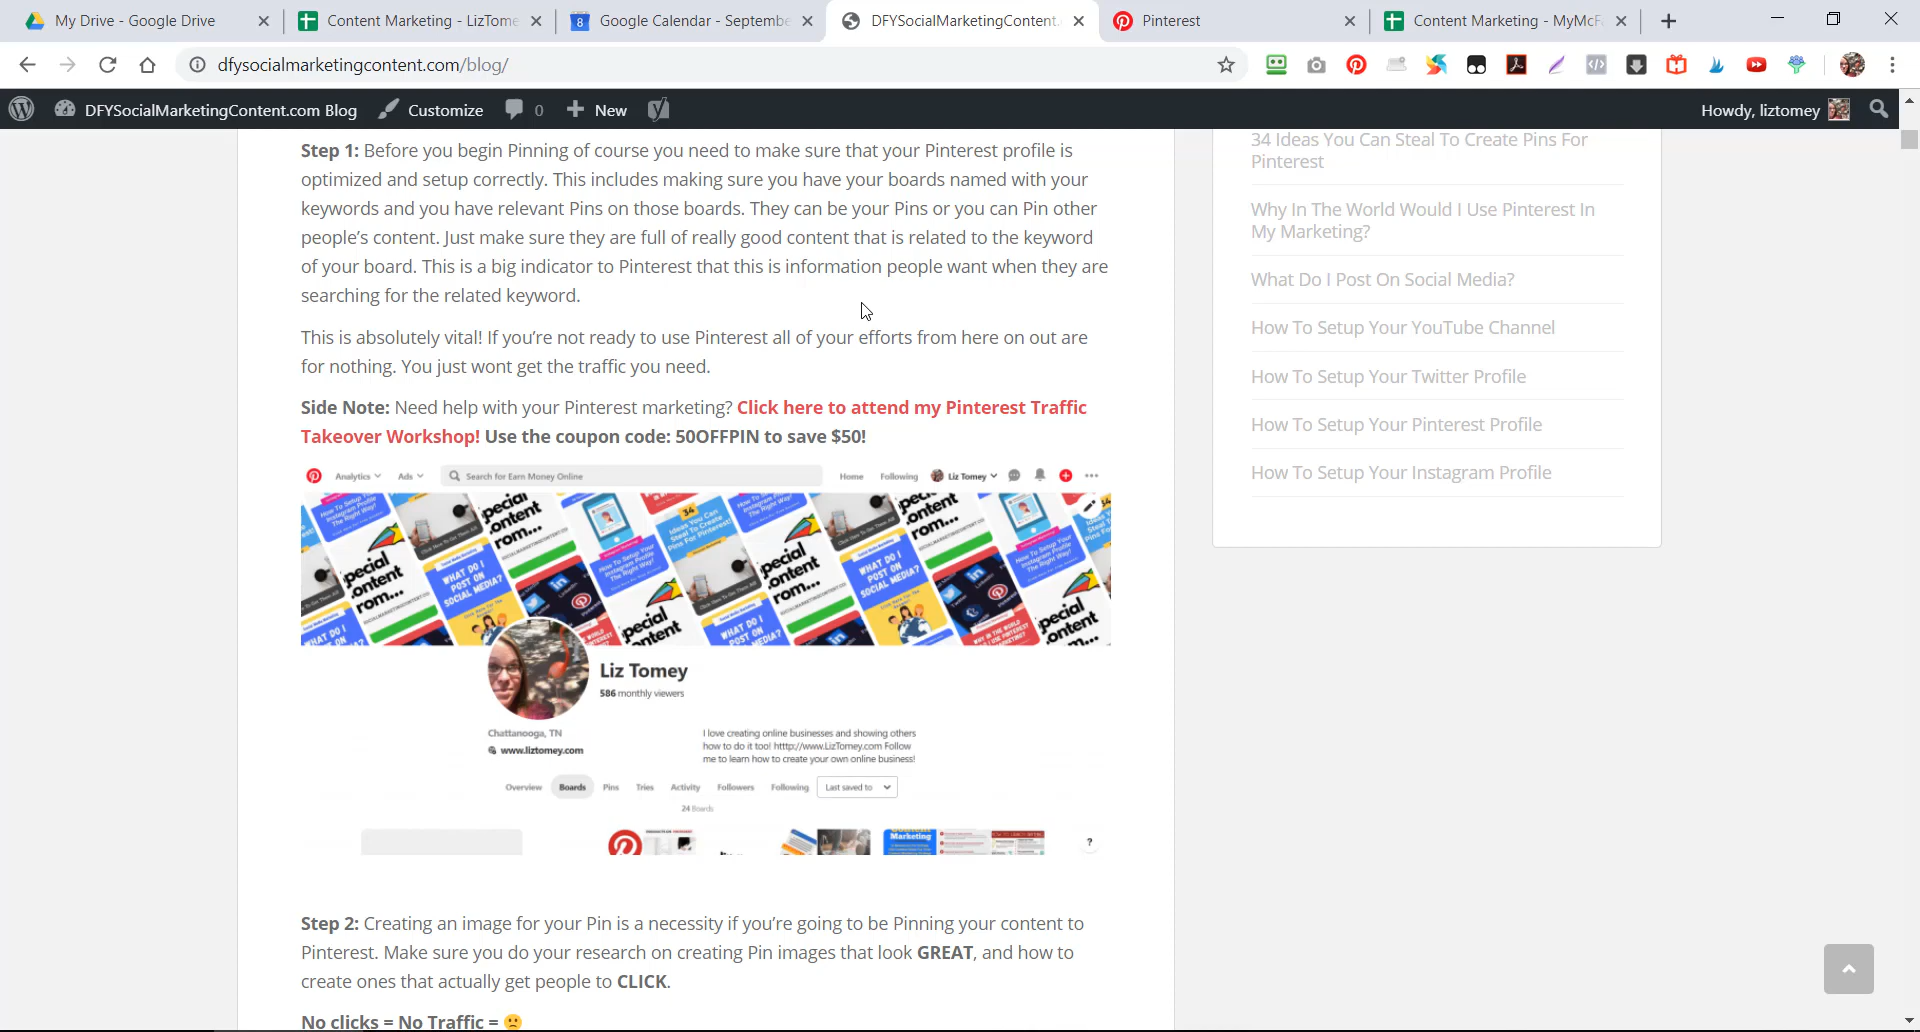 My Drive - Google Drive
Content Marketing - LizTome
Google Calendar - Septembe
DFYSocialMarketingContent.
Pinterest
Content Marketing - MyMcF
dfysocialmarketingcontent.com/blog/
DFYSocialMarketingContent.com Blog
Customize
0
New
Howdy, liztomey
Step 1: Before you begin Pinning of course you need to make sure that your Pinterest profile is
optimized and setup correctly. This includes making sure you have your boards named with your
keywords and you have relevant Pins on those boards. They can be your Pins or you can Pin other
people's content. Just make sure they are full of really good content that is related to the keyword
of your board. This is a big indicator to Pinterest that this is information people want when they are
searching for the related keyword.
This is absolutely vital! If you're not ready to use Pinterest all of your efforts from here on out are
for nothing. You just wont get the traffic you need.
Side Note: Need help with your Pinterest marketing? Click here to attend my Pinterest Traffic
Takeover Workshop! Use the coupon code: 50OFFPIN to save $50!
Analytics
Ads
Search for Earn Money Online
Home
Following
Liz Tomey
Liz Tomey
586 monthly viewers
Chattanooga, TN
www.liztomey.com
I love creating online businesses and showing others
how to do it too! htttp://www.LizTomey.com Follow
me to learn how to create your own online business!
Overview
Boards
Pins
Tries
Activity
Followers
Following
Last saved to
24 Boards
Marketing
?
Step 2: Creating an image for your Pin is a necessity if you're going to be Pinning your content to
Pinterest. Make sure you do your research on creating Pin images that look GREAT, and how to
create ones that actually get people to CLICK.
No clicks = No Traffic =
34 Ideas You Can Steal To Create Pins For
Pinterest
Why In The World Would I Use Pinterest In
My Marketing?
What Do I Post On Social Media?
How To Setup Your YouTube Channel
How To Setup Your Twitter Profile
How To Setup Your Pinterest Profile
How To Setup Your Instagram Profile